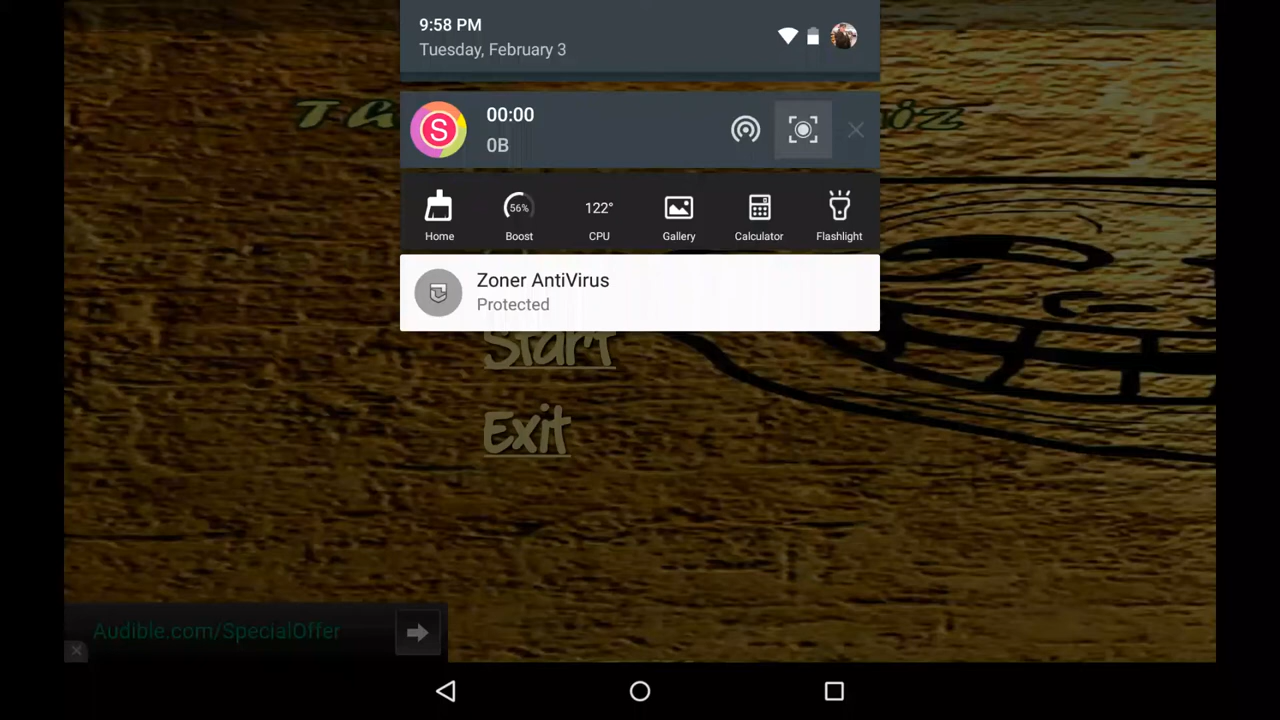 9:58 PM
Tuesday, February 3
S
00:00
0B
56%
122°
Home
Boost
CPU
Gallery
Calculator
Flashlight
Zoner AntiVirus
Protected
Start
Exit
Audible.com/SpecialOffer